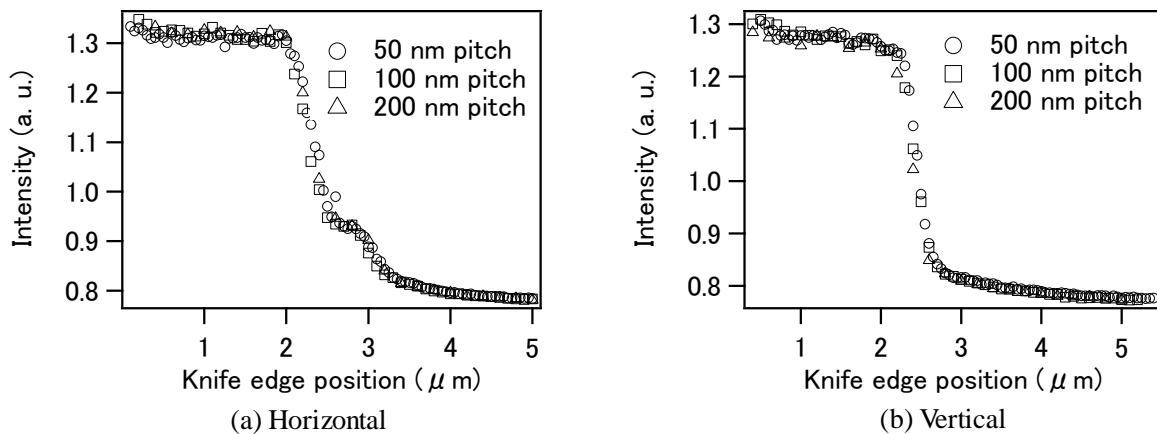 1.3
1.2
1.1
1.0
0.9
0.8
Intensity (a. u.)
50 nm pitch
100 nm pitch
200 nm pitch
1 2 3 4 5
Knife edge position (μm)
(a) Horizontal
1.3
1.2
1.1
1.0
0.9
0.8
Intensity (a. u.)
50 nm pitch
100 nm pitch
200 nm pitch
1 2 3 4 5
Knife edge position (μm)
(b) Vertical